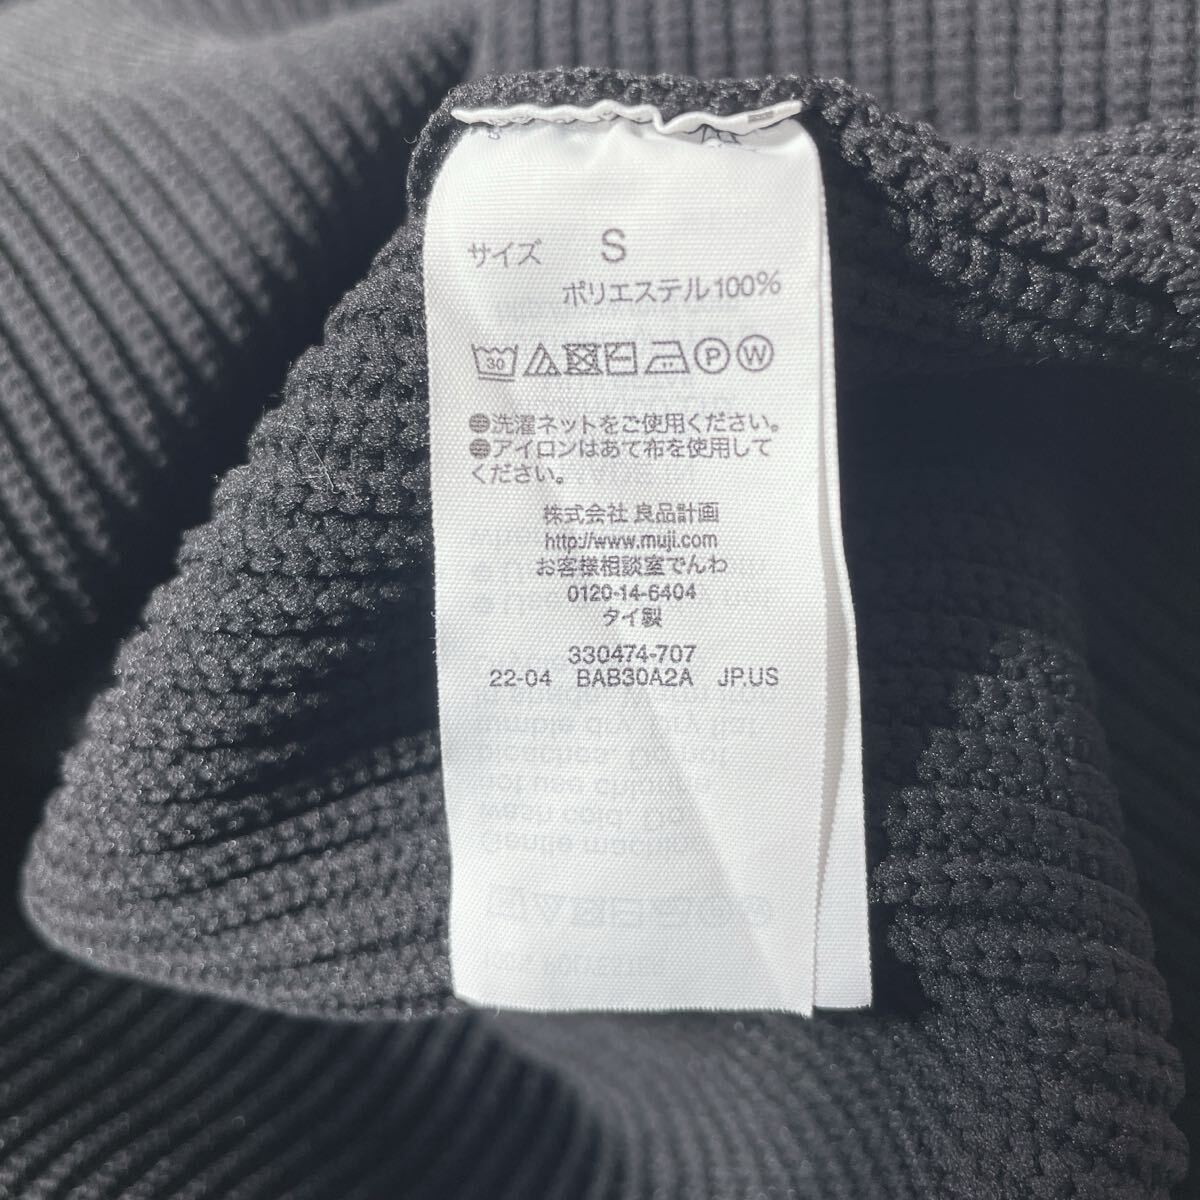 サイズ S
ポリエステル100%
30 P W
●洗濯ネットをご使用ください。
●アイロンはあて布を使用して
ください。
株式会社 良品計画
http://www.muji.com
お客様相談室でんわ
0120-14-6404
タイ製
330474-707
22-04 BAB30A2A JP.US